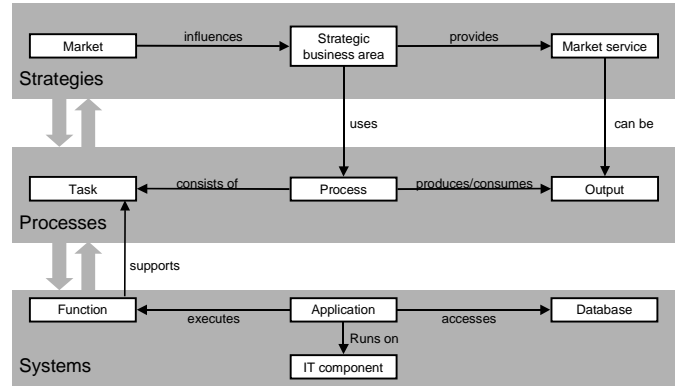 Market
influences
Strategic
business area
provides
Market service
Strategies
uses
can be
Task
consists of
Process
produces/consumes
Output
Processes
supports
Function
executes
Application
accesses
Database
Runs on
IT component
Systems